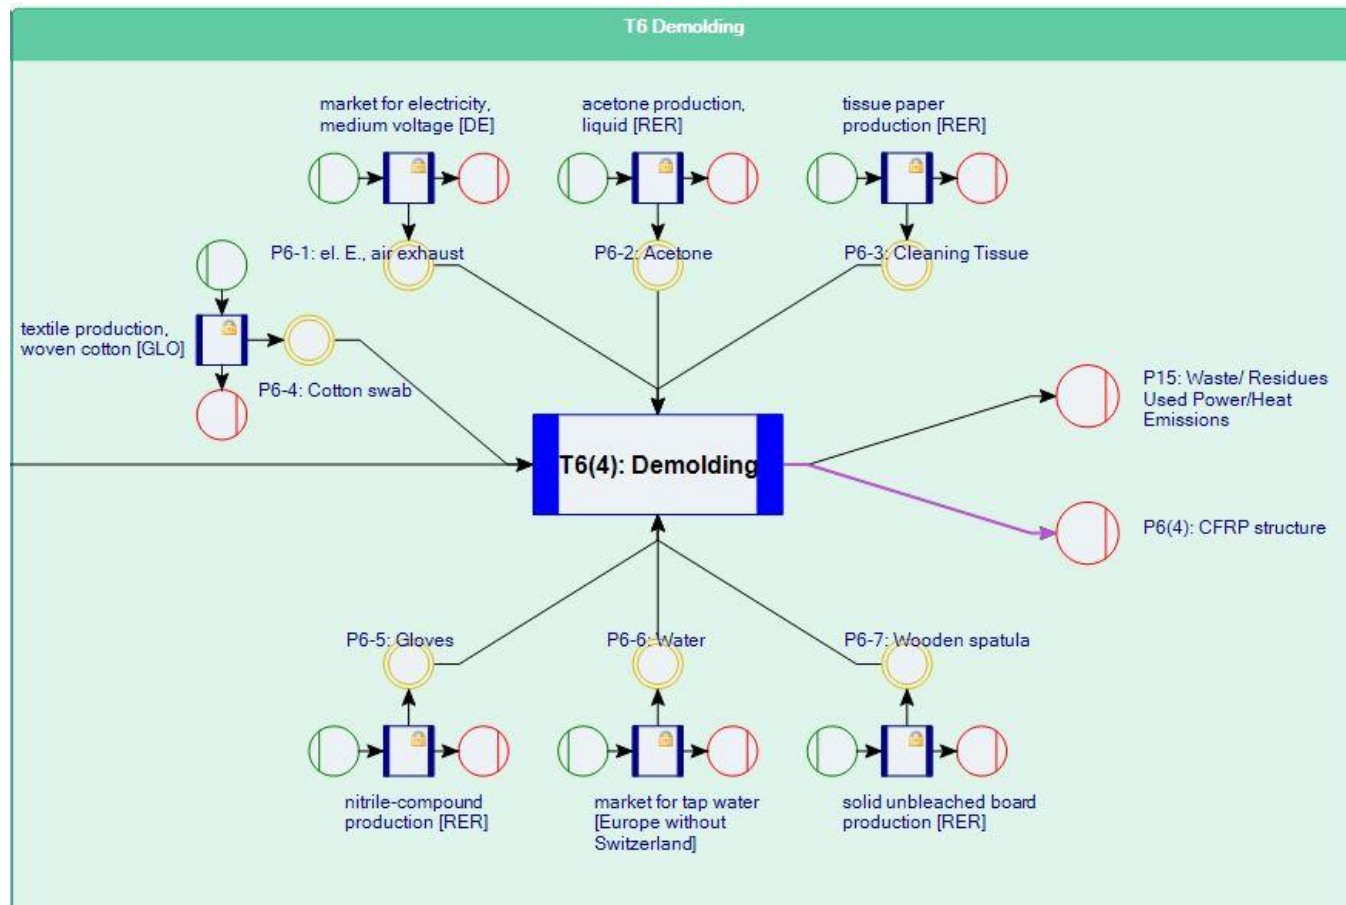 T6 Demolding
market for electricity,
medium voltage [DE]
acetone production,
liquid [RER]
tissue paper
production [RER]
P6-1: el. E., air exhaust
P6-2: Acetone
P6-3: Cleaning Tissue
textile production,
woven cotton [GLO]
P6-4: Cotton swab
T6(4): Demolding
P15: Waste/ Residues
Used Power/Heat
Emissions
P6(4): CFRP structure
P6-5: Gloves
P6-6: Water
P6-7: Wooden spatula
nitrile-compound
production [RER]
market for tap water
[Europe without
Switzerland]
solid unbleached board
production [RER]